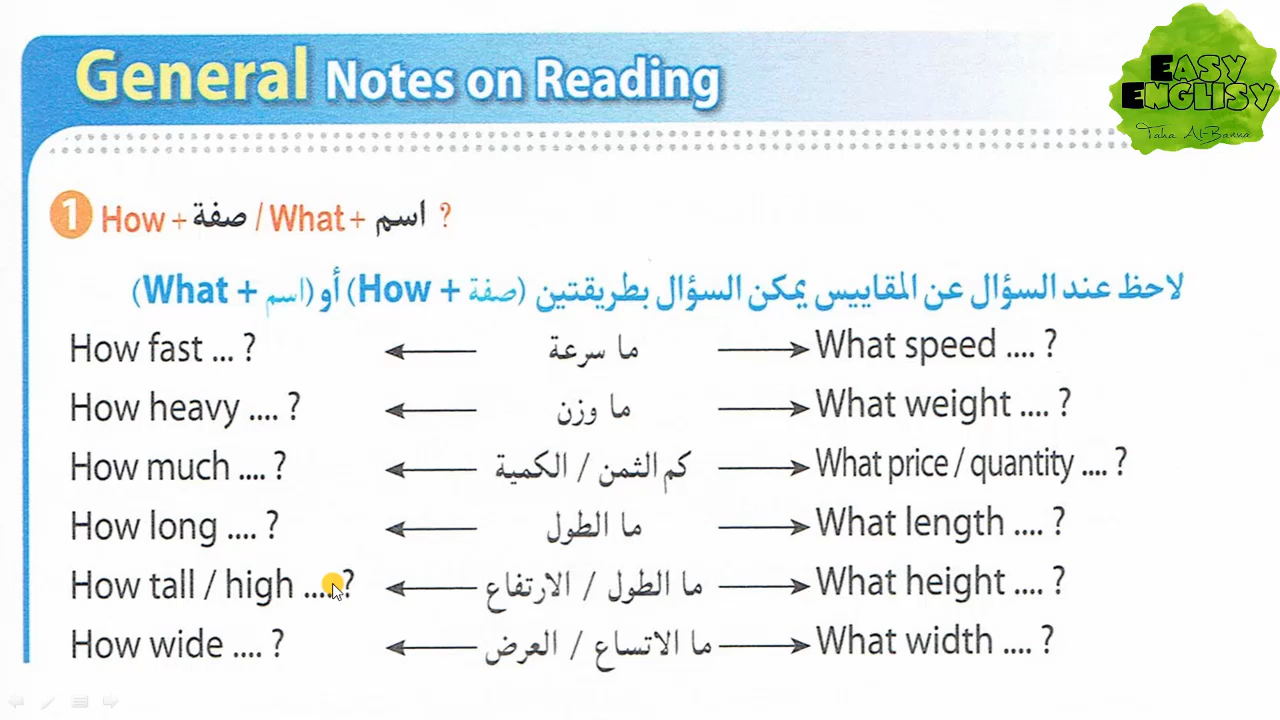 General Notes on Reading
EASY
ENGLISY
Taha Al-Banna
1 How + صفة / What + اسم ?
لاحظ عند السؤال عن المقاييس يمكن السؤال بطريقتين (How + صفة) أو (What + اسم)
How fast ... ? ما سرعة What speed .... ?
How heavy .... ? ما وزن What weight .... ?
How much .... ? كم الثمن / الكمية What price / quantity .... ?
How long .... ? ما الطول What length .... ?
How tall / high .... ? ما الطول / الارتفاع What height .... ?
How wide .... ? ما الاتساع / العرض What width .... ?